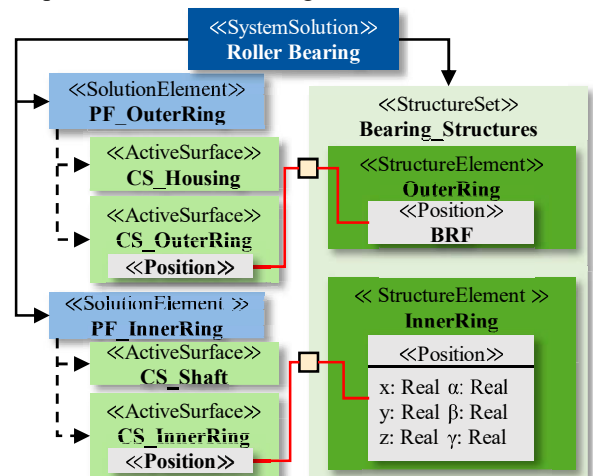 ≪SystemSolution≫
Roller Bearing
≪SolutionElement≫
PF_OuterRing
≪ActiveSurface≫
CS_Housing
≪ActiveSurface≫
CS_OuterRing
≪Position≫
≪SolutionElement ≫
PF_InnerRing
≪ActiveSurface≫
CS_Shaft
≪ActiveSurface≫
CS_InnerRing
≪Position≫
≪StructureSet≫
Bearing_Structures
≪StructureElement≫
OuterRing
≪Position≫
BRF
≪ StructureElement ≫
InnerRing
≪Position≫
x: Real α: Real
y: Real β: Real
z: Real γ: Real